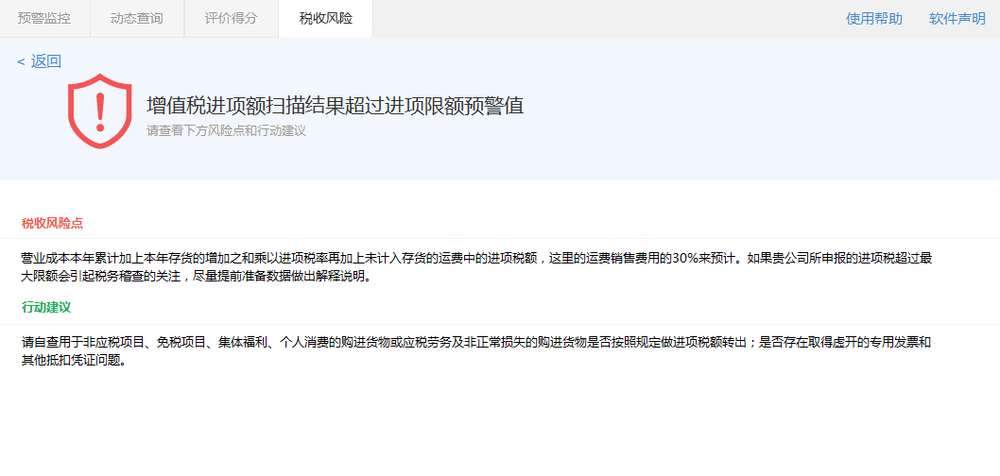 预警监控 动态查询 评价得分 税收风险 使用帮助 软件声明
< 返回
增值税进项额扫描结果超过进项限额预警值
请查看下方风险点和行动建议
税收风险点
营业成本本年累计加上本年存货的增加之和乘以进项税率再加上未计入存货的运费中的进项税额，这里的运费销售费用的30%来预计。如果贵公司所申报的进项税超过最
大限额会引起税务稽查的关注，尽量提前准备数据做出解释说明。
行动建议
请自查用于非应税项目、免税项目、集体福利、个人消费的购进货物或应税劳务及非正常损失的购进货物是否按照规定做进项税额转出；是否存在取得虚开的专用发票和
其他抵扣凭证问题。